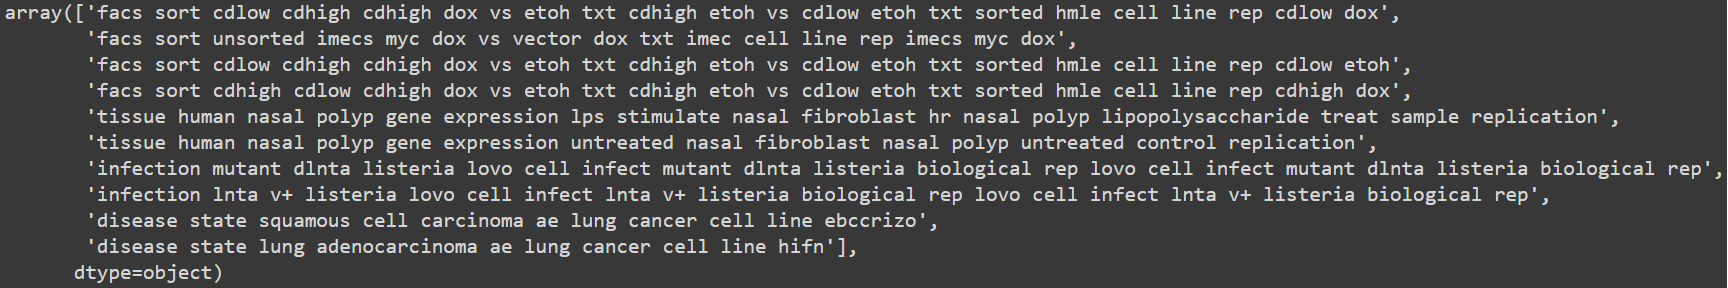 array(['facs sort cdlow cdhigh cdhigh dox vs etoh txt cdhigh etoh vs cdlow etoh txt sorted hmle cell line rep cdlow dox',
'facs sort unsorted imecs myc dox vs vector dox txt imec cell line rep imecs myc dox',
'facs sort cdlow cdhigh cdhigh dox vs etoh txt cdhigh etoh vs cdlow etoh txt sorted hmle cell line rep cdlow etoh',
'facs sort cdhigh cdlow cdhigh dox vs etoh txt cdhigh etoh vs cdlow etoh txt sorted hmle cell line rep cdhigh dox',
'tissue human nasal polyp gene expression lps stimulate nasal fibroblast hr nasal polyp lipopolysaccharide treat sample replication',
'tissue human nasal polyp gene expression untreated nasal fibroblast nasal polyp untreated control replication',
'infection mutant dlnta listeria lovo cell infect mutant dlnta listeria biological rep lovo cell infect mutant dlnta listeria biological rep',
'infection lnta v+ listeria lovo cell infect lnta v+ listeria biological rep lovo cell infect lnta v+ listeria biological rep',
'disease state squamous cell carcinoma ae lung cancer cell line ebccrizo',
'disease state lung adenocarcinoma ae lung cancer cell line hifn'],
dtype=object)